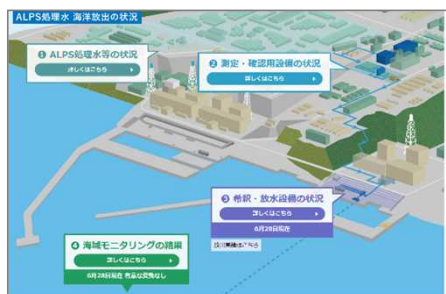 ALPS処理水 海洋放出の状況
1 ALPS処理水等の状況
詳しくはこちら
2 測定・確認用設備の状況
詳しくはこちら
3 希釈・放水設備の状況
詳しくはこちら
6月28日現在
4 海域モニタリングの結果
詳しくはこちら
6月28日現在 有意な変動なし